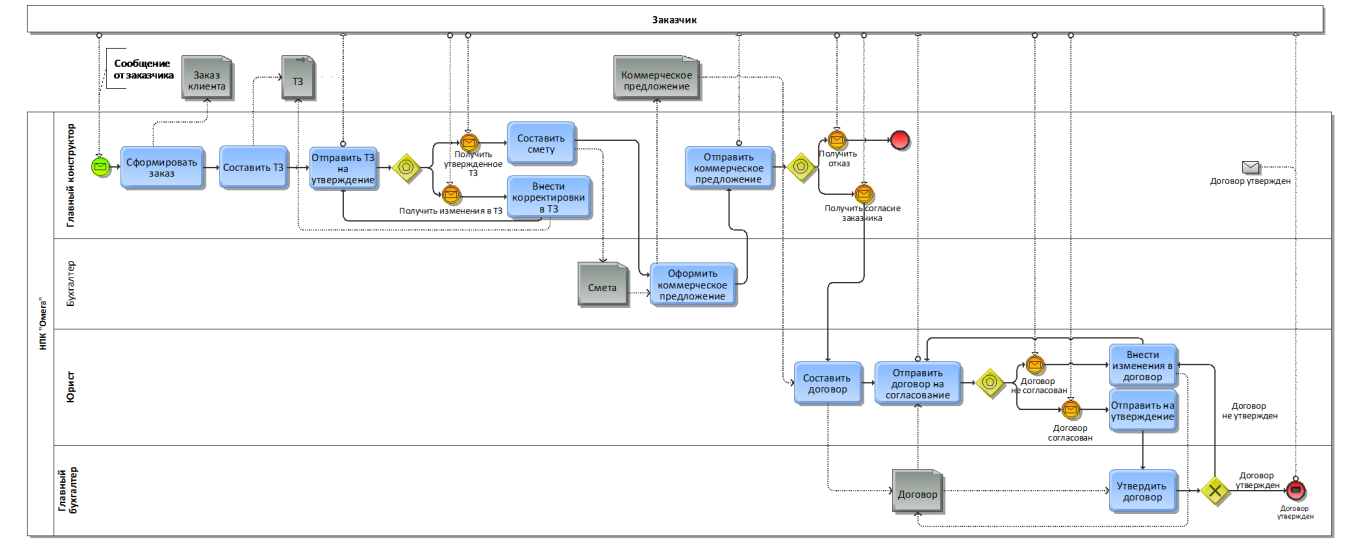 Заказчик
Сообщение
от заказчика
Заказ
клиента
ТЗ
Коммерческое
предложение
НПК "Омега"
Главный конструктор
Сформировать
заказ
Составить ТЗ
Отправить ТЗ
на
утверждение
Получить
утвержденное
ТЗ
Получить изменения в ТЗ
Составить
смету
Внести
корректировки
в ТЗ
Отправить
коммерческое
предложение
Получить
отказ
Получить согласие
заказчика
Договор утвержден
Бухгалтер
Смета
Оформить
коммерческое
предложение
Юрист
Составить
договор
Отправить
договор на
согласование
Договор
не согласован
Договор
согласован
Внести
изменения в
договор
Отправить на
утверждение
Договор
не утвержден
Главный
бухгалтер
Договор
Утвердить
договор
Договор
утвержден
Договор
утвержден